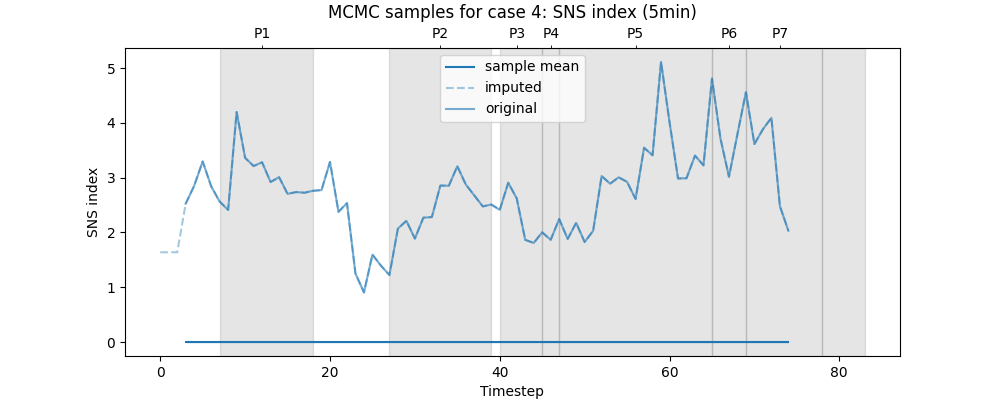 MCMC samples for case 4: SNS index (5min)
P1 P2 P3 P4 P5 P6 P7
sample mean
imputed
original
5
4
3
2
1
0
SNS index
0 20 40 60 80
Timestep